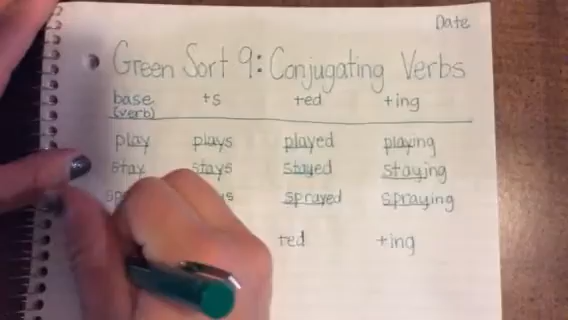 Date
Green Sort 9: Conjugating Verbs
base +s +ed +ing
(verb)
play plays played playing
stay stays stayed staying
sprayed spraying
+ed +ing